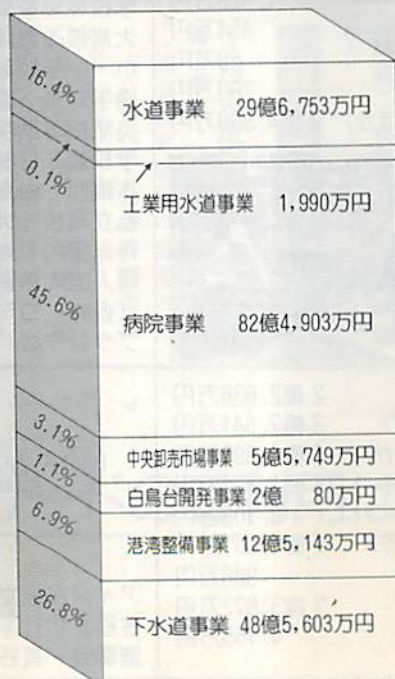 16.4%
水道事業 29億6,753万円
0.1%
工業用水道事業 1,990万円
45.6%
病院事業 82億4,903万円
3.1%
中央卸売市場事業 5億5,749万円
1.1%
白鳥台開発事業 2億 80万円
6.9%
港湾整備事業 12億5,143万円
26.8%
下水道事業 48億5,603万円